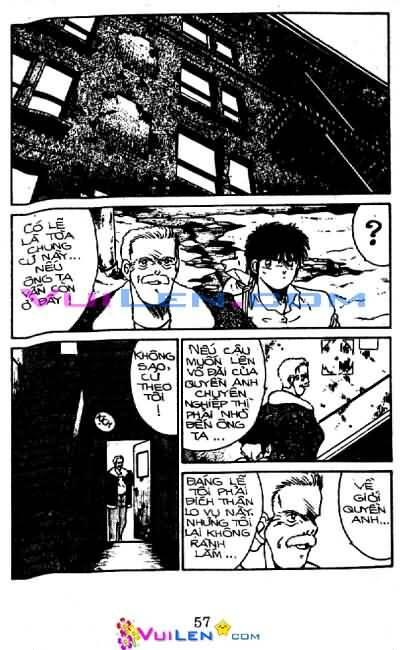 CÓ LẼ
LÀ TÒA
CHUNG
CƯ NÀY...
NẾU
ÔNG TA
VẪN CÒN
Ở ĐÂY
?
VUILEN.COM
KHÔNG
SAO,
CỨ
THEO
TÔI
!
NẾU CẬU
MUỐN LÊN
VÕ ĐÀI CỦA
QUYỀN ANH
CHUYÊN
NGHIỆP THÌ
PHẢI NHỜ
ĐẾN ÔNG
TA...
VỀ
GIỚI
QUYỀN
ANH...
ĐÁNG LẼ
TÔI PHẢI
ĐÍCH THÂN
LO VỤ NÀY,
NHƯNG TÔI
LẠI KHÔNG
RÀNH
LẮM...
57
VUILEN.COM